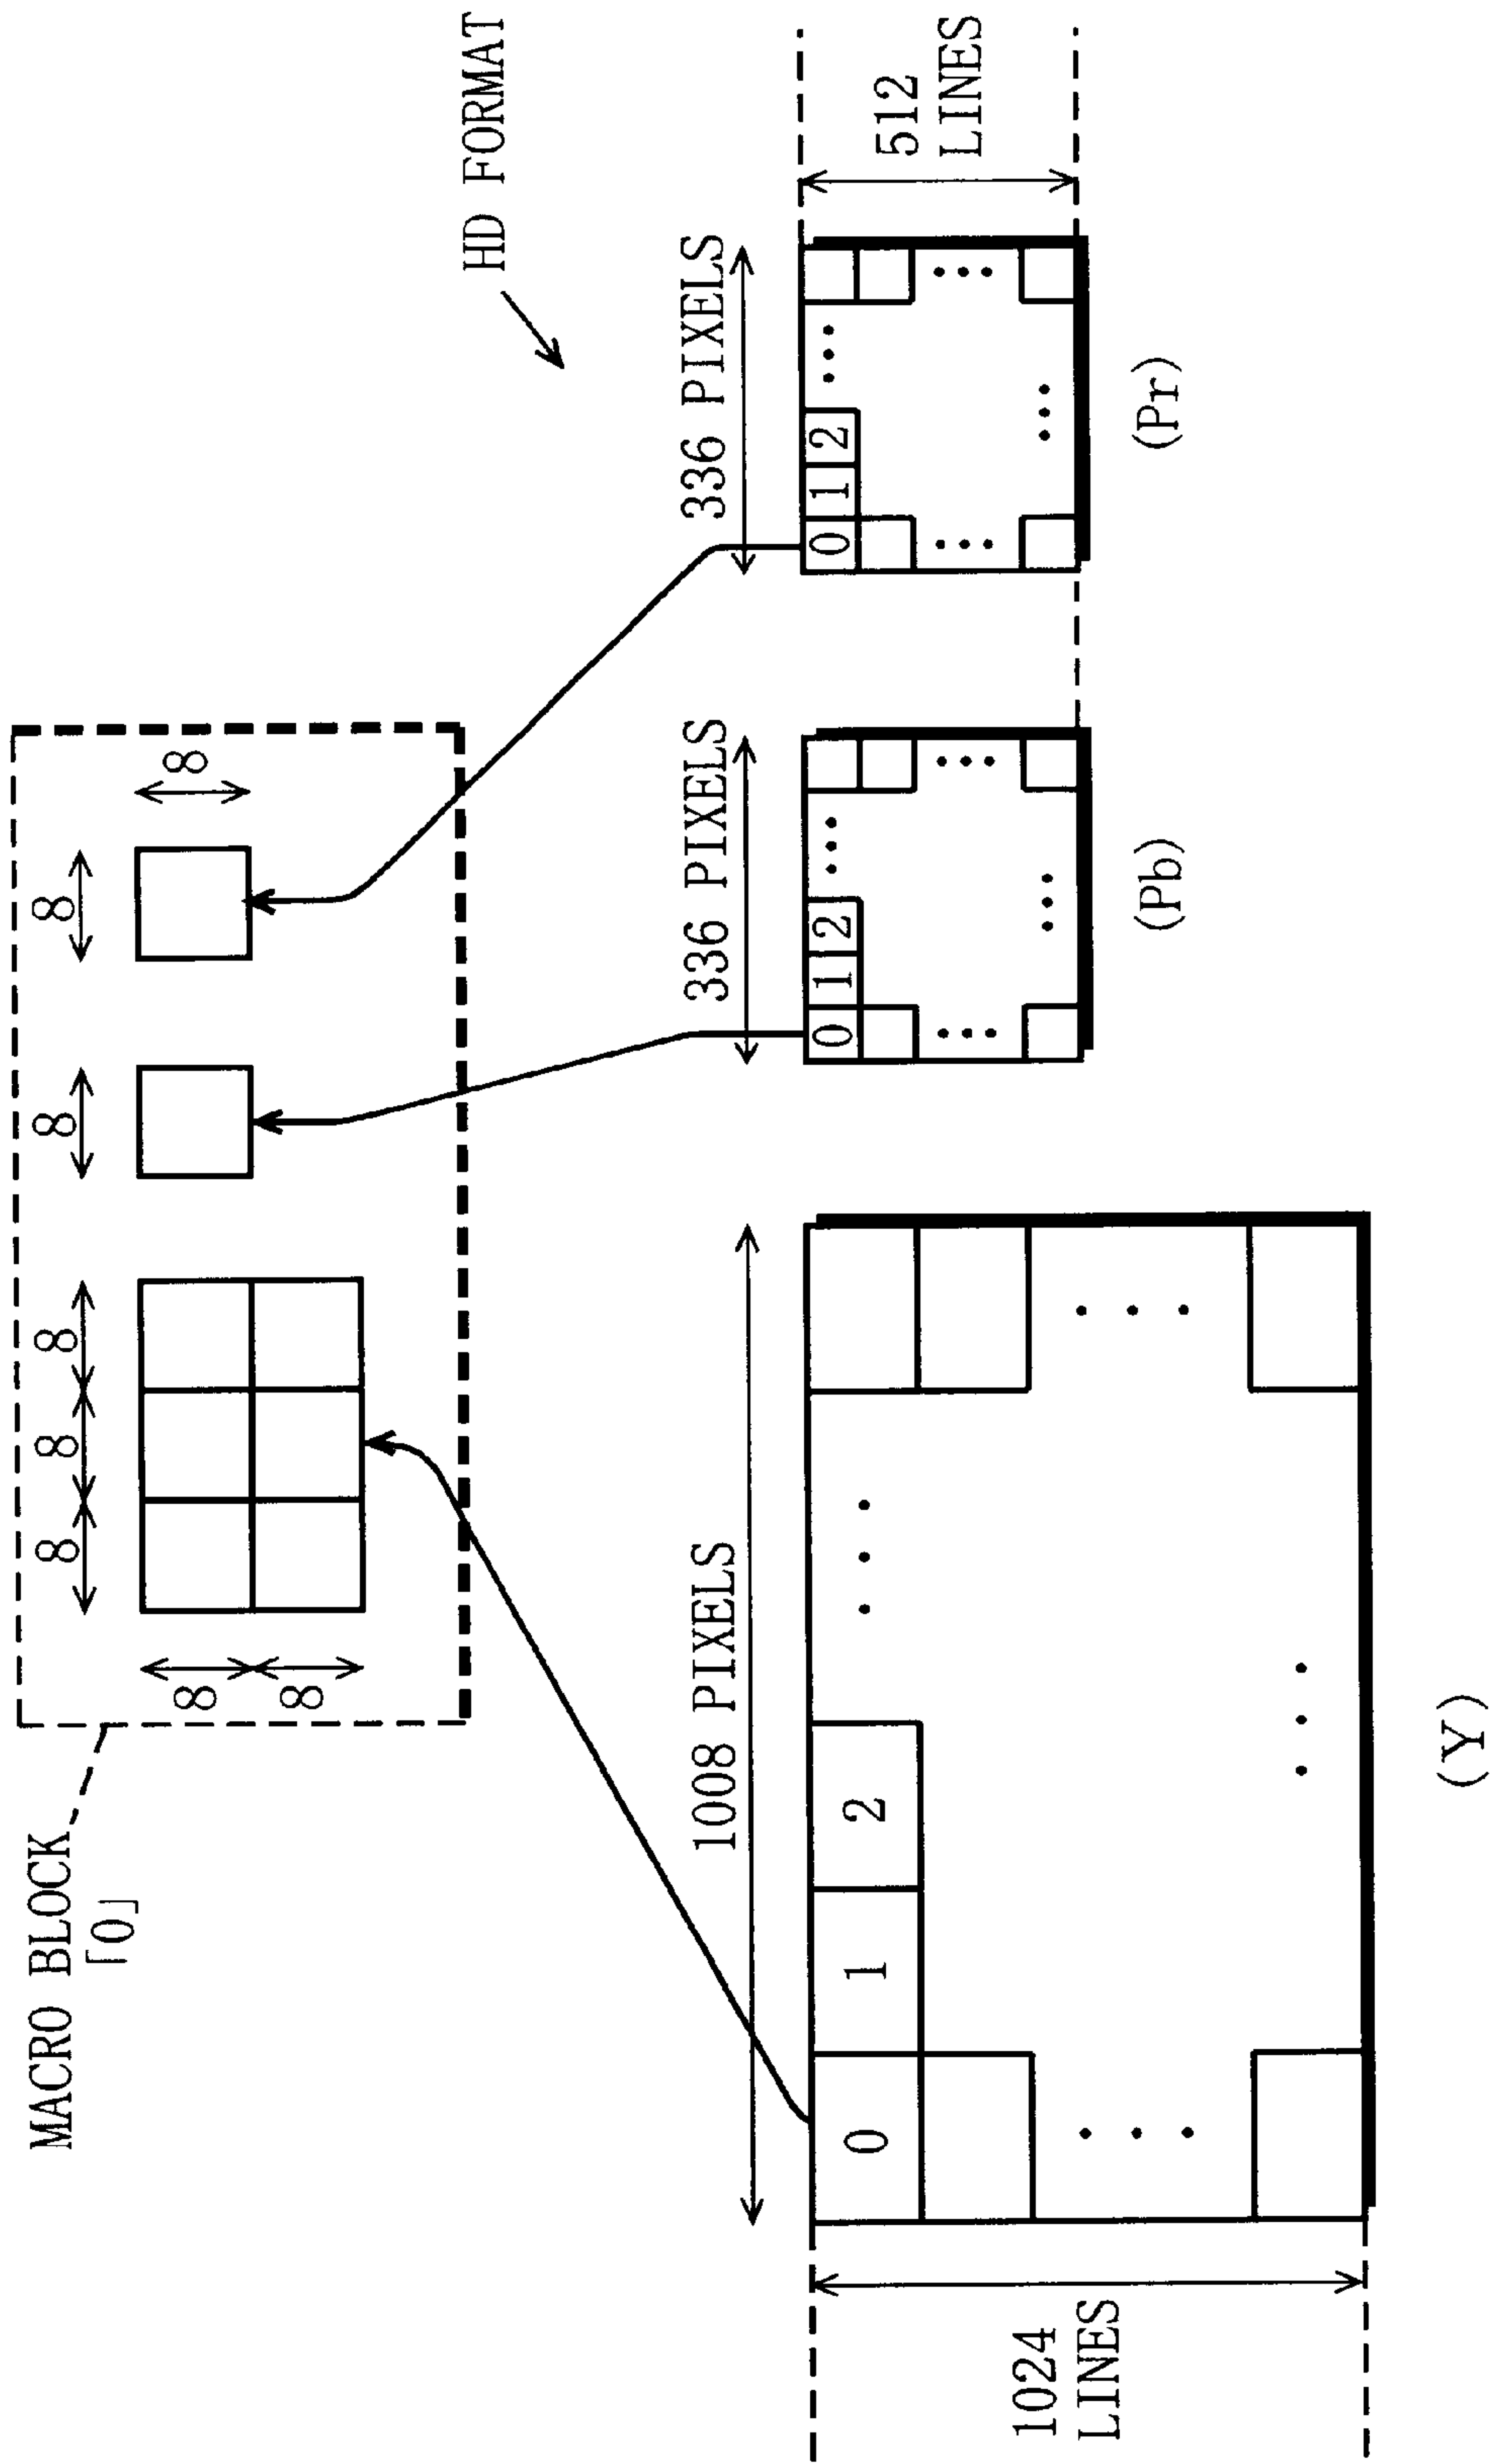 HD FORMAT
MACRO BLOCK
「0」
8
8
8
8
8
8
8
8
1008 PIXELS
336 PIXELS
336 PIXELS
0 1 2
0 1 2
0 1 2
1024
LINES
512
LINES
(Y)
(Pb)
(Pr)